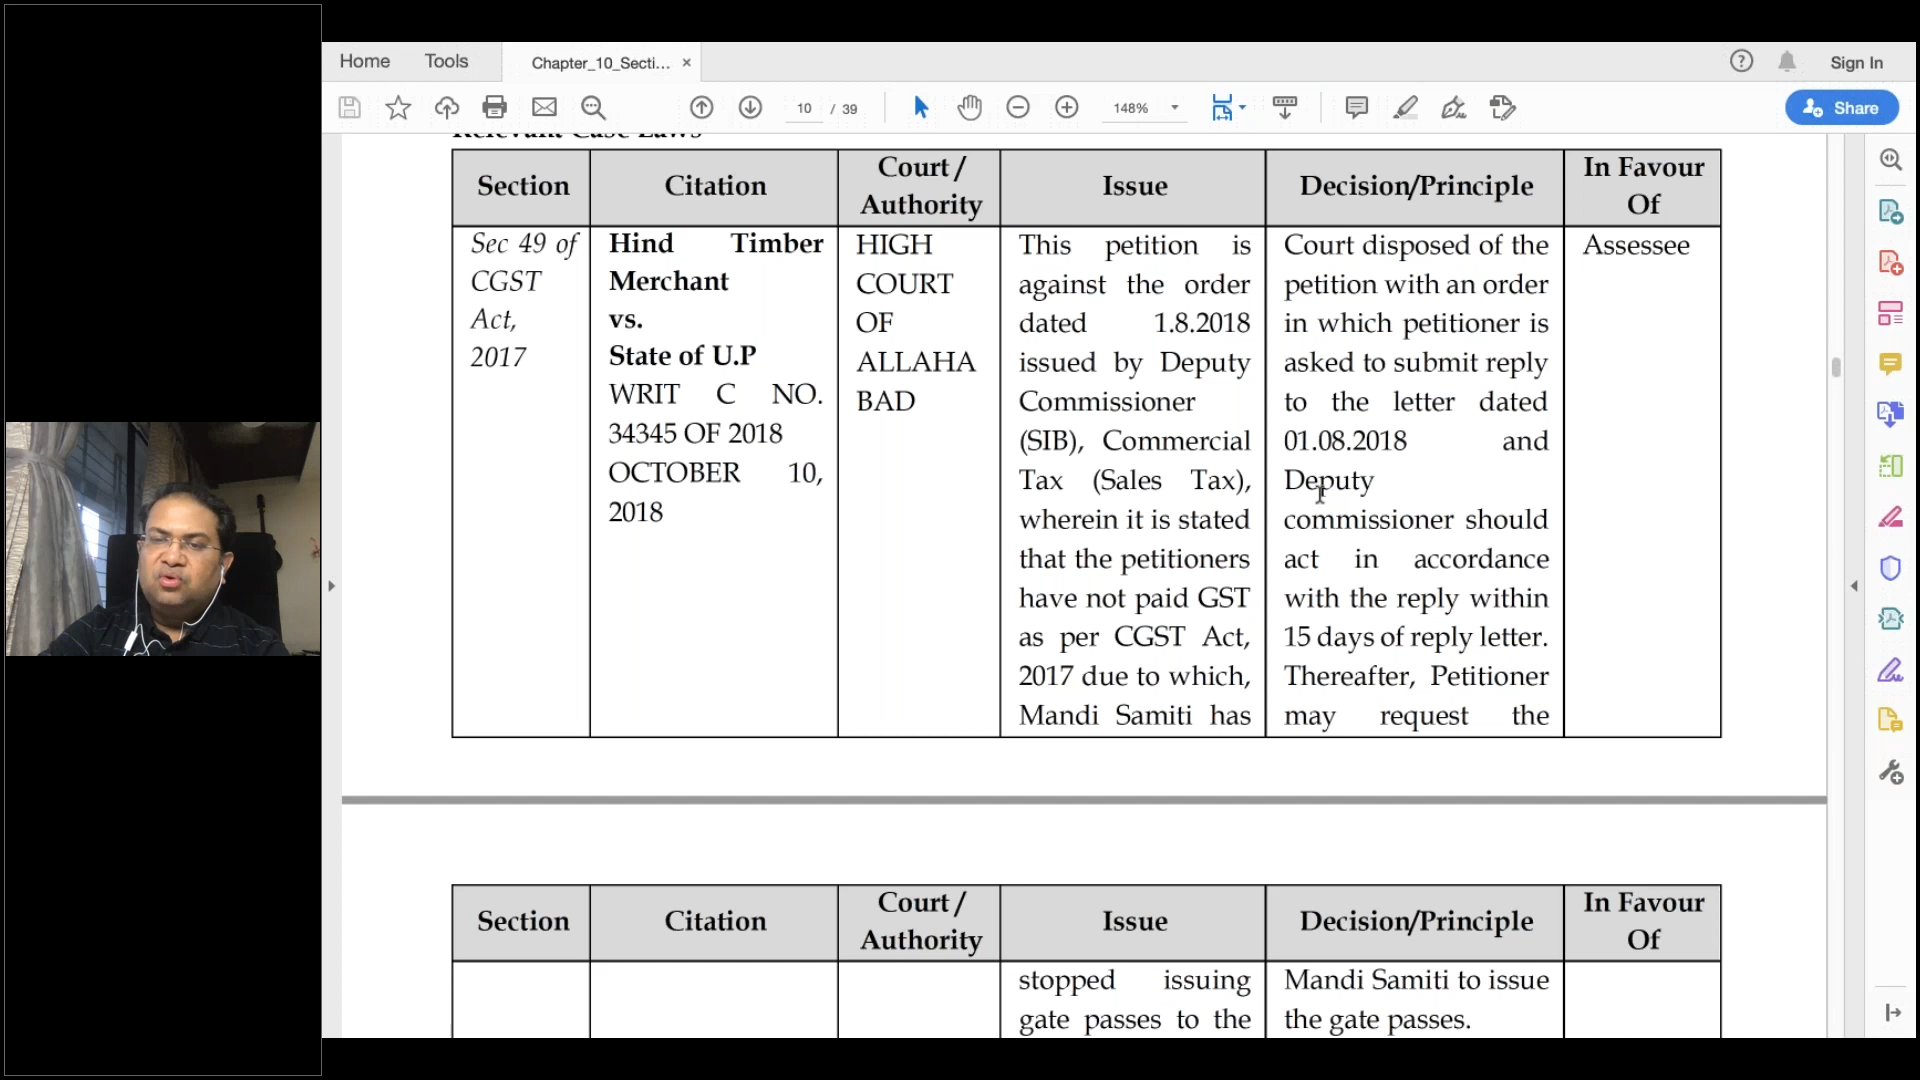 Home Tools Chapter_10_Secti... × Sign In
10 / 39 148% Share
Relevant Case Laws
Section Citation Court / Authority Issue Decision/Principle In Favour Of
Sec 49 of
CGST
Act,
2017
Hind Timber
Merchant
vs.
State of U.P
WRIT C NO.
34345 OF 2018
OCTOBER 10,
2018
HIGH
COURT
OF
ALLAHA
BAD
This petition is
against the order
dated 1.8.2018
issued by Deputy
Commissioner
(SIB), Commercial
Tax (Sales Tax),
wherein it is stated
that the petitioners
have not paid GST
as per CGST Act,
2017 due to which,
Mandi Samiti has
Court disposed of the
petition with an order
in which petitioner is
asked to submit reply
to the letter dated
01.08.2018 and
Deputy
commissioner should
act in accordance
with the reply within
15 days of reply letter.
Thereafter, Petitioner
may request the
Assessee
Section Citation Court / Authority Issue Decision/Principle In Favour Of
stopped issuing
gate passes to the
Mandi Samiti to issue
the gate passes.